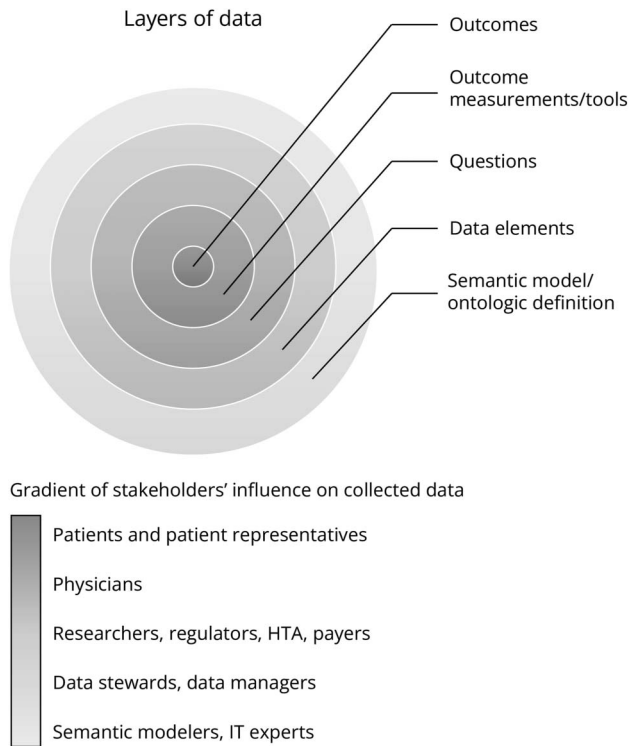 Layers of data
Outcomes
Outcome
measurements/tools
Questions
Data elements
Semantic model/
ontologic definition
Gradient of stakeholders’ influence on collected data
Patients and patient representatives
Physicians
Researchers, regulators, HTA, payers
Data stewards, data managers
Semantic modelers, IT experts